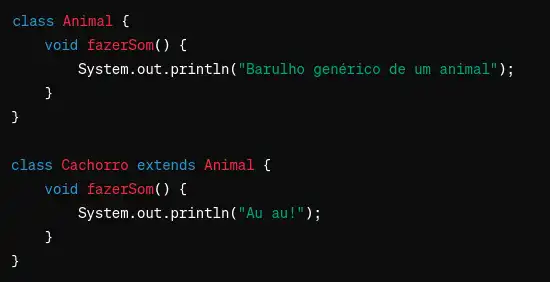 class Animal {
    void fazerSom() {
        System.out.println("Barulho genérico de um animal");
    }
}

class Cachorro extends Animal {
    void fazerSom() {
        System.out.println("Au au!");
    }
}